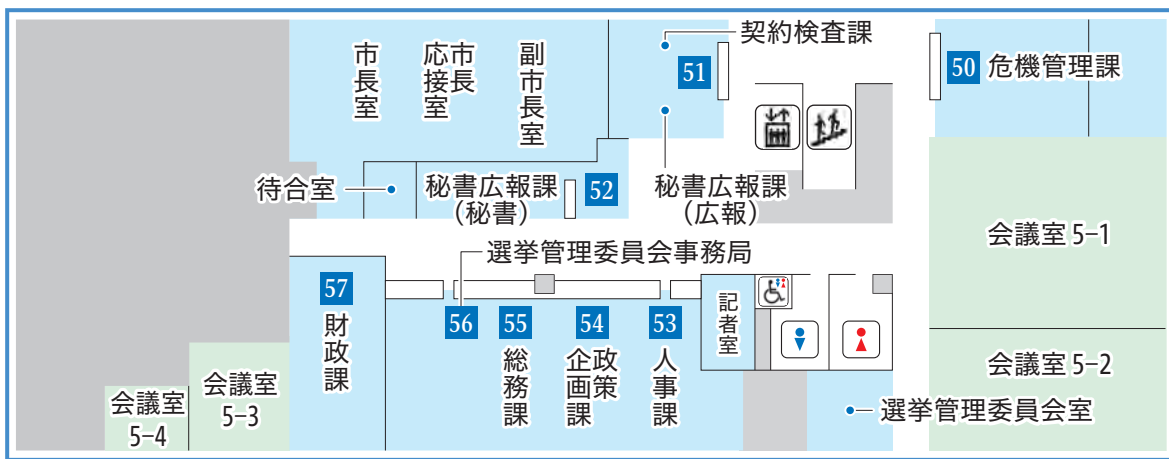 市長室
市長
応接室
副市長室
契約検査課
51
50 危機管理課
待合室
秘書広報課
(秘書)
52
秘書広報課
(広報)
会議室5-1
選挙管理委員会事務局
57
財政課
56
55
総務課
54
政策
企画課
53
人事課
記者室
会議室5-2
会議室
5-3
会議室
5-4
選挙管理委員会室